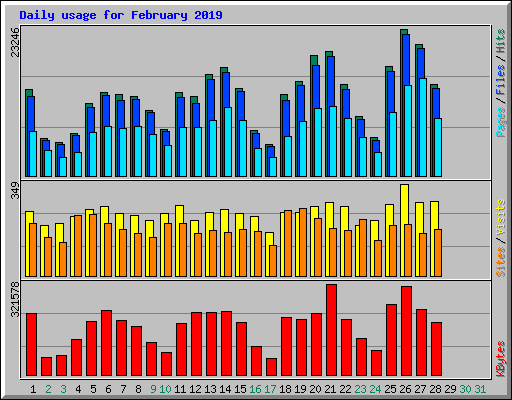 Daily usage for February 2019
23246
Pages / Files / Hits
349
Sites / Visits
321578
KBytes
1 2 3 4 5 6 7 8 9 10 11 12 13 14 15 16 17 18 19 20 21 22 23 24 25 26 27 28 29 30 31